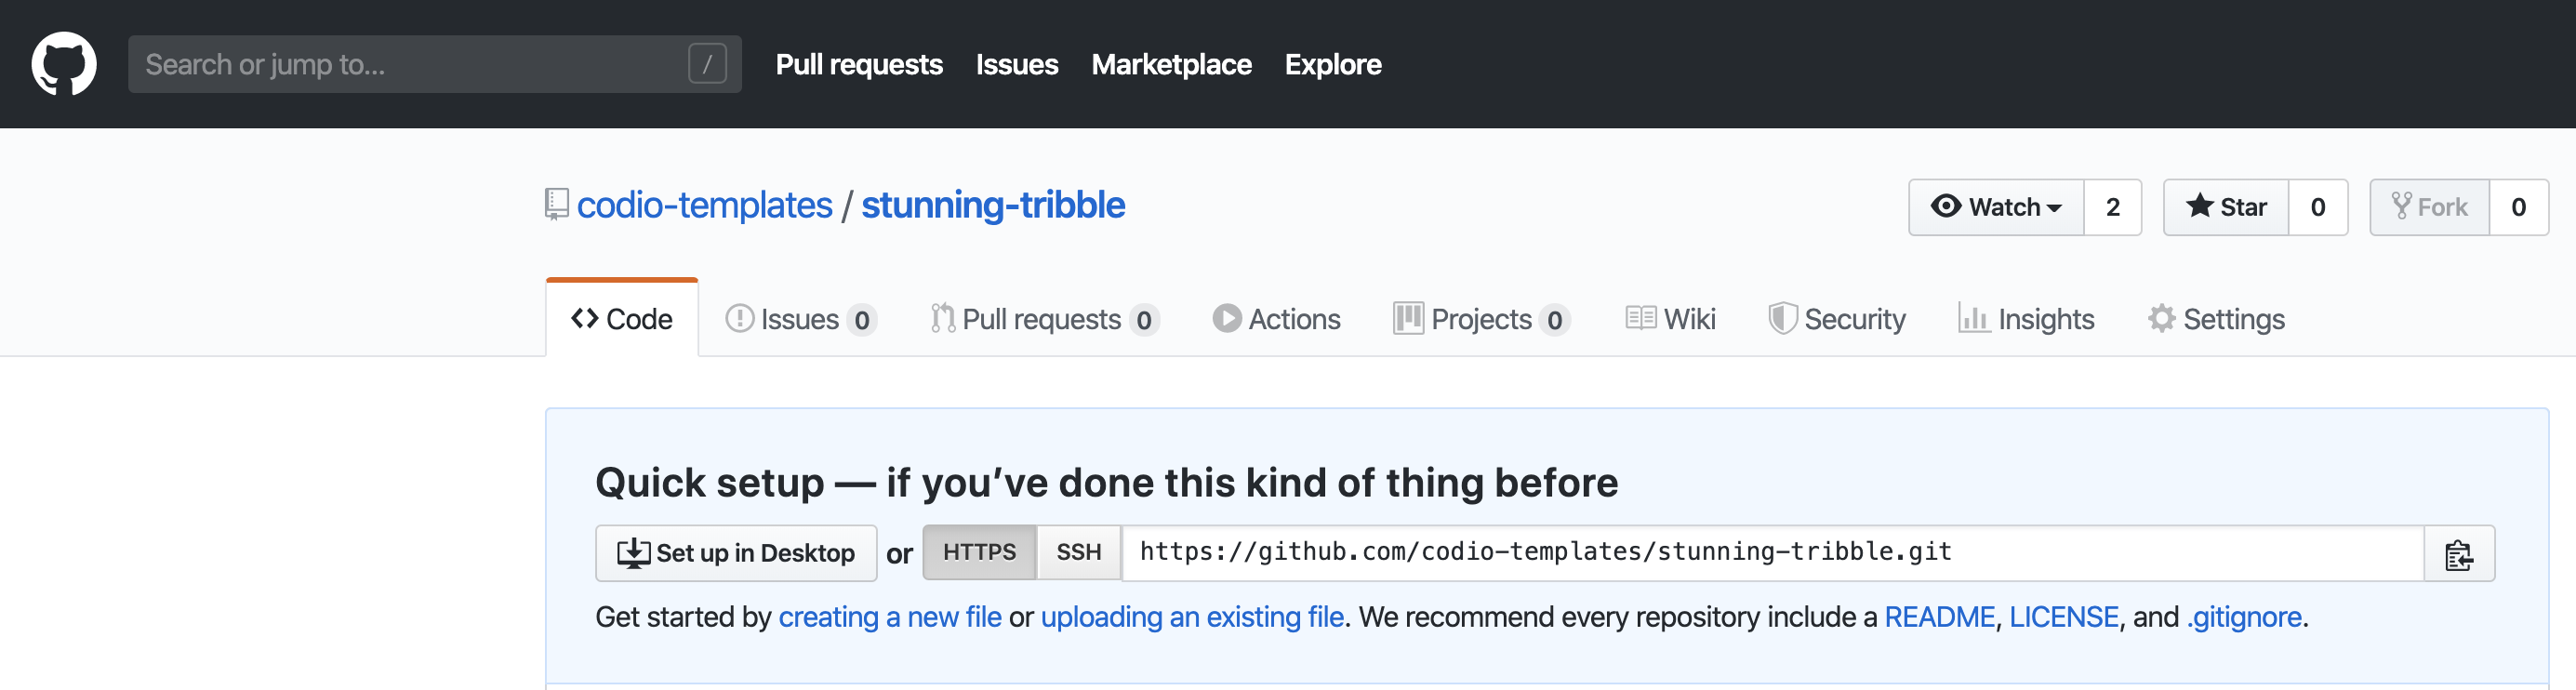 Search or jump to... / Pull requests Issues Marketplace Explore
codio-templates / stunning-tribble Watch 2 Star 0 Fork 0
Code Issues 0 Pull requests 0 Actions Projects 0 Wiki Security Insights Settings
Quick setup — if you’ve done this kind of thing before
Set up in Desktop or HTTPS SSH https://github.com/codio-templates/stunning-tribble.git
Get started by creating a new file or uploading an existing file. We recommend every repository include a README, LICENSE, and .gitignore.